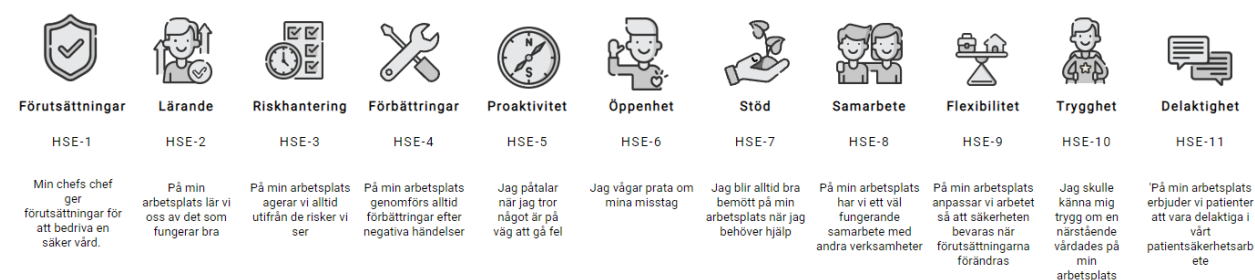 Förutsättningar
HSE-1
Min chefs chef
ger
förutsättningar för
att bedriva en
säker vård.
Lärande
HSE-2
På min
arbetsplats lär vi
oss av det som
fungerar bra
Riskhantering
HSE-3
På min arbetsplats
agerar vi alltid
utifrån de risker vi
ser
Förbättringar
HSE-4
På min arbetsplats
genomförs alltid
förbättringar efter
negativa händelser
Proaktivitet
HSE-5
Jag påtalar
när jag tror
något är på
väg att gå fel
Öppenhet
HSE-6
Jag vågar prata om
mina misstag
Stöd
HSE-7
Jag blir alltid bra
bemött på min
arbetsplats när jag
behöver hjälp
Samarbete
HSE-8
På min arbetsplats
har vi ett väl
fungerande
samarbete med
andra verksamheter
Flexibilitet
HSE-9
På min arbetsplats
anpassar vi arbetet
så att säkerheten
bevaras när
förutsättningarna
förändras
Trygghet
HSE-10
Jag skulle
känna mig
trygg om en
närstående
vårdades på
min
arbetsplats
Delaktighet
HSE-11
'På min arbetsplats
erbjuder vi patienter
att vara delaktiga i
vårt
patientsäkerhetsarb
ete
N
S